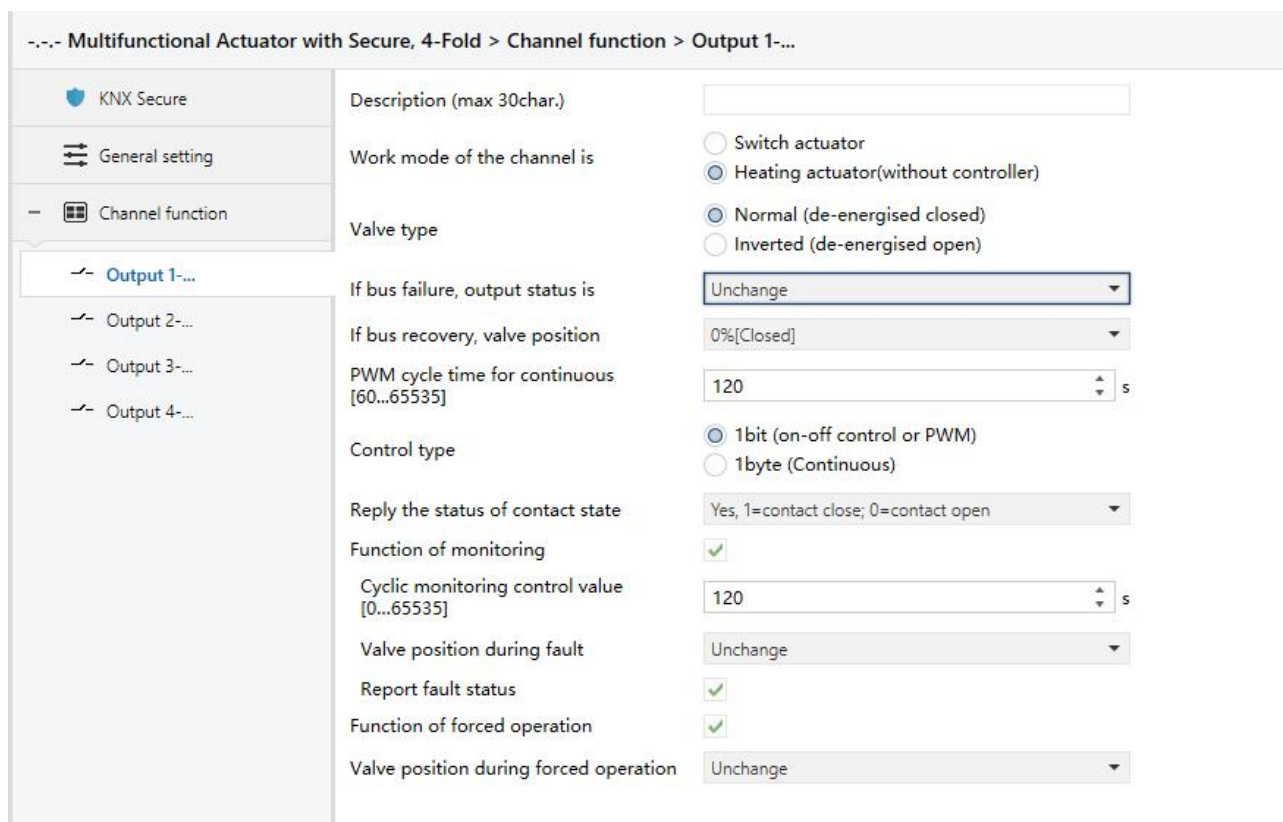 -.-.- Multifunctional Actuator with Secure, 4-Fold > Channel function > Output 1-...
KNX Secure
General setting
Channel function
Output 1-...
Output 2-...
Output 3-...
Output 4-...
Description (max 30char.)
Work mode of the channel is
Switch actuator
Heating actuator(without controller)
Valve type
Normal (de-energised closed)
Inverted (de-energised open)
If bus failure, output status is
Unchange
If bus recovery, valve position
0%[Closed]
PWM cycle time for continuous
[60...65535]
120
s
Control type
1bit (on-off control or PWM)
1byte (Continuous)
Reply the status of contact state
Yes, 1=contact close; 0=contact open
Function of monitoring
Cyclic monitoring control value
[0...65535]
120
s
Valve position during fault
Unchange
Report fault status
Function of forced operation
Valve position during forced operation
Unchange